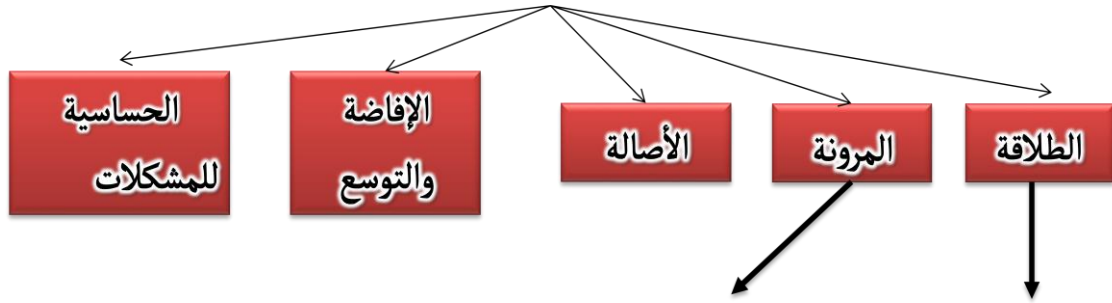 الطلاقة
المرونة
الأصالة
الإفاضة
والتوسع
الحساسية
للمشكلات